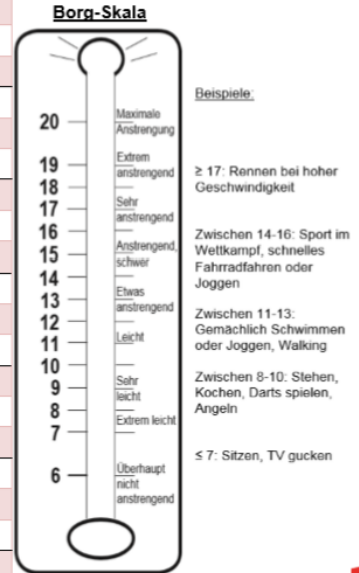 Borg-Skala
20
Maximale
Anstrengung
19
Extrem
anstrengend
18
17
Sehr
anstrengend
16
15
Anstrengend,
schwer
14
13
Etwas
anstrengend
12
11
Leicht
10
9
Sehr
leicht
8
Extrem leicht
7
6
Überhaupt
nicht
anstrengend
Beispiele:
≥ 17: Rennen bei hoher
Geschwindigkeit
Zwischen 14-16: Sport im
Wettkampf, schnelles
Fahrradfahren oder
Joggen
Zwischen 11-13:
Gemächlich Schwimmen
oder Joggen, Walking
Zwischen 8-10: Stehen,
Kochen, Darts spielen,
Angeln
≤ 7: Sitzen, TV gucken